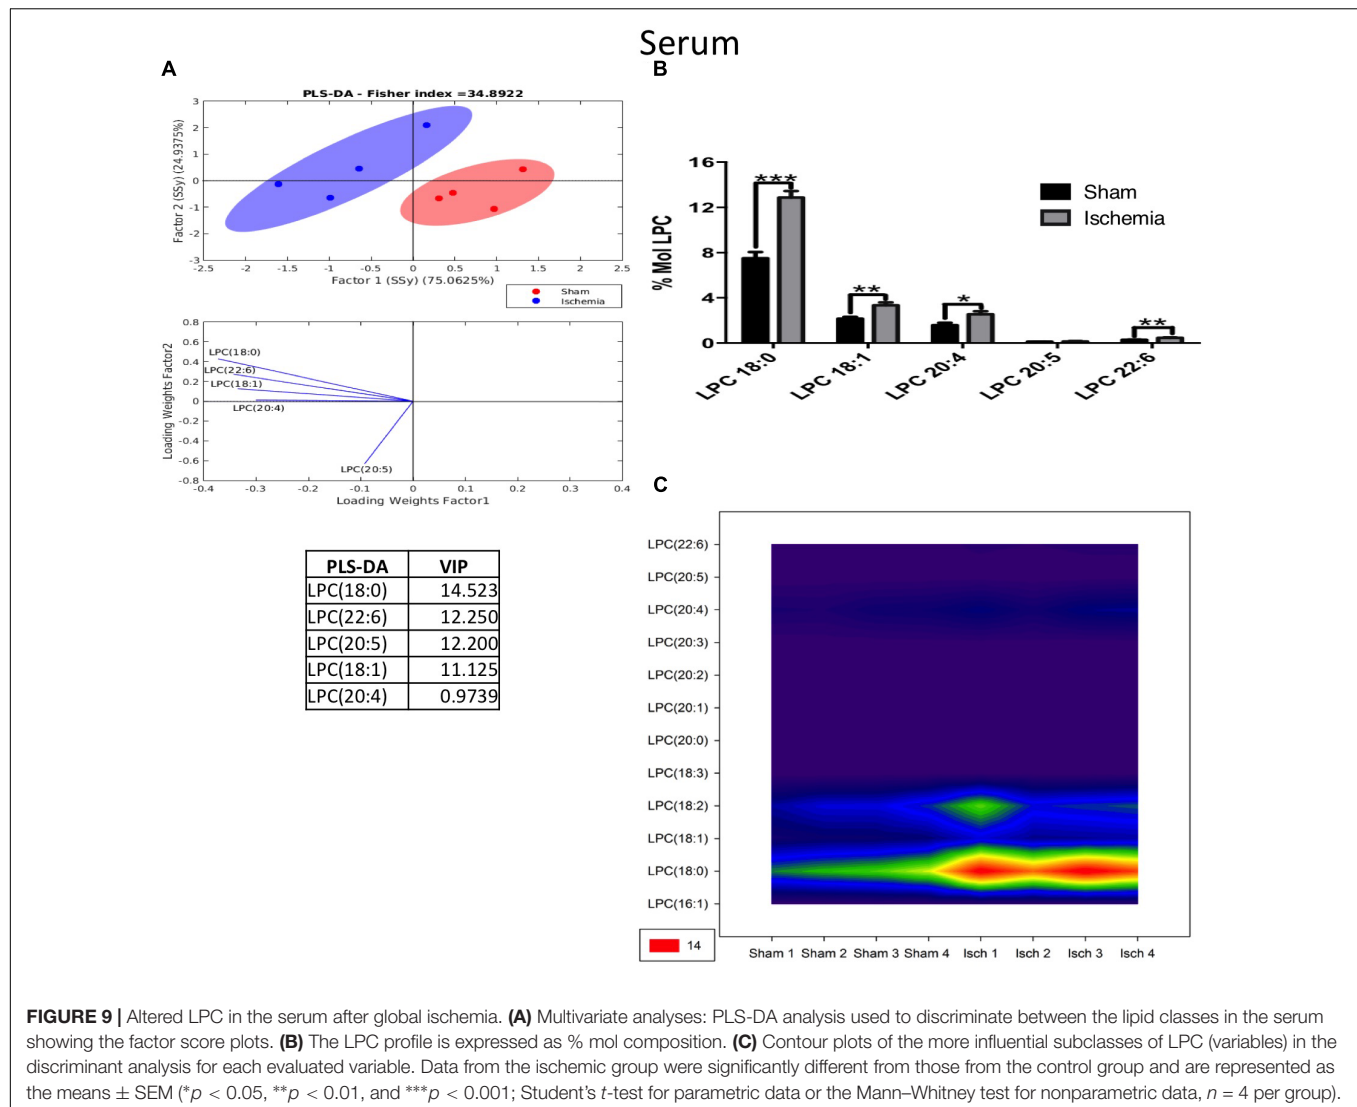 Serum
A
PLS-DA - Fisher index =34.8922
3
2
1
0
-1
-2
-3
Factor 2 (SSy) (24.9375%)
-2.5 -2 -1.5 -1 -0.5 0 0.5 1 1.5 2 2.5
Factor 1 (SSy) (75.0625%)
Sham
Ischemia
0.8
0.6
0.4
0.2
0
-0.2
-0.4
-0.6
-0.8
Loading Weights Factor2
LPC(18:0)
LPC(22:6)
LPC(18:1)
LPC(20:4)
LPC(20:5)
-0.4 -0.3 -0.2 -0.1 0 0.1 0.2 0.3 0.4
Loading Weights Factor1
PLS-DA VIP
LPC(18:0) 14.523
LPC(22:6) 12.250
LPC(20:5) 12.200
LPC(18:1) 11.125
LPC(20:4) 0.9739
B
% Mol LPC
16
12
8
4
0
***
**
*
**
Sham
Ischemia
LPC 18:0
LPC 18:1
LPC 20:4
LPC 20:5
LPC 22:6
C
LPC(22:6)
LPC(20:5)
LPC(20:4)
LPC(20:3)
LPC(20:2)
LPC(20:1)
LPC(20:0)
LPC(18:3)
LPC(18:2)
LPC(18:1)
LPC(18:0)
LPC(16:1)
14
Sham 1 Sham 2 Sham 3 Sham 4 Isch 1 Isch 2 Isch 3 Isch 4
FIGURE 9 | Altered LPC in the serum after global ischemia. (A) Multivariate analyses: PLS-DA analysis used to discriminate between the lipid classes in the serum
showing the factor score plots. (B) The LPC profile is expressed as % mol composition. (C) Contour plots of the more influential subclasses of LPC (variables) in the
discriminant analysis for each evaluated variable. Data from the ischemic group were significantly different from those from the control group and are represented as
the means ± SEM (*p < 0.05, **p < 0.01, and ***p < 0.001; Student's t-test for parametric data or the Mann–Whitney test for nonparametric data, n = 4 per group).